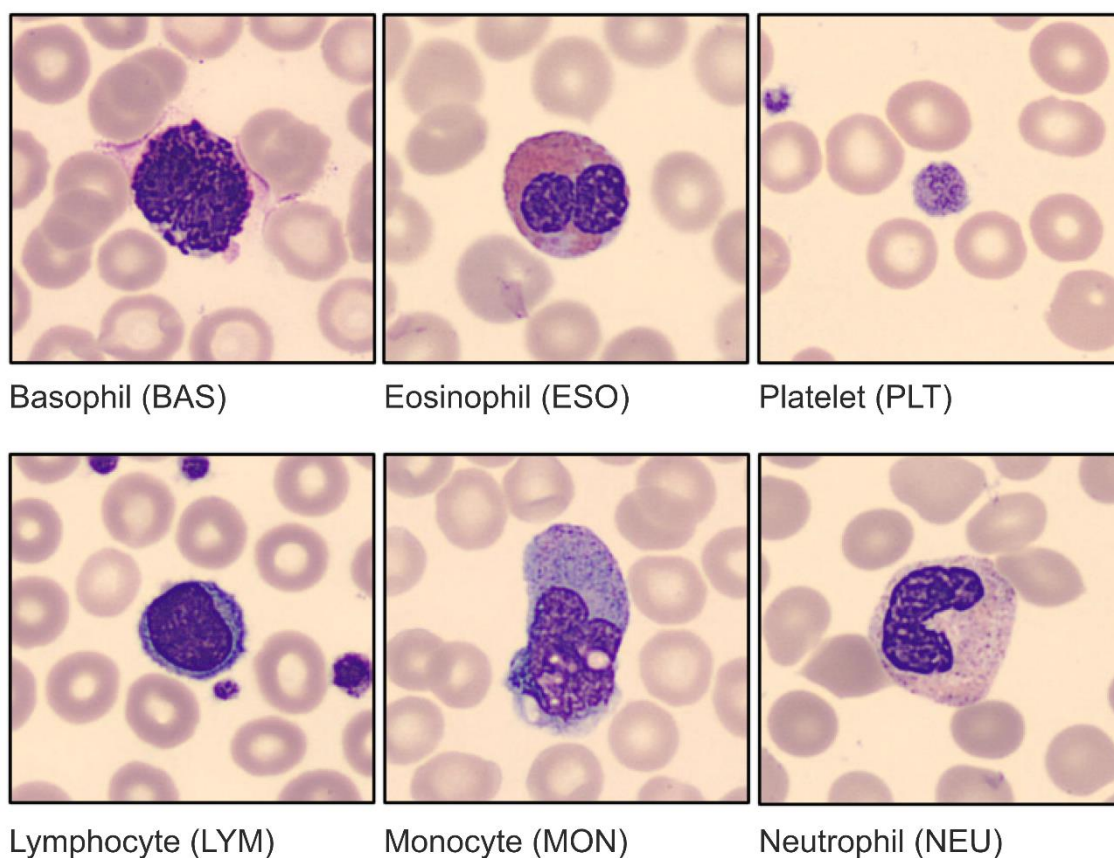 Basophil (BAS)
Eosinophil (ESO)
Platelet (PLT)
Lymphocyte (LYM)
Monocyte (MON)
Neutrophil (NEU)